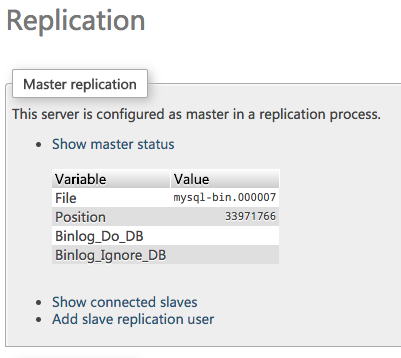 Replication
Master replication
This server is configured as master in a replication process.
Show master status
Variable Value
File mysql-bin.000007
Position 33971766
Binlog_Do_DB
Binlog_Ignore_DB
Show connected slaves
Add slave replication user